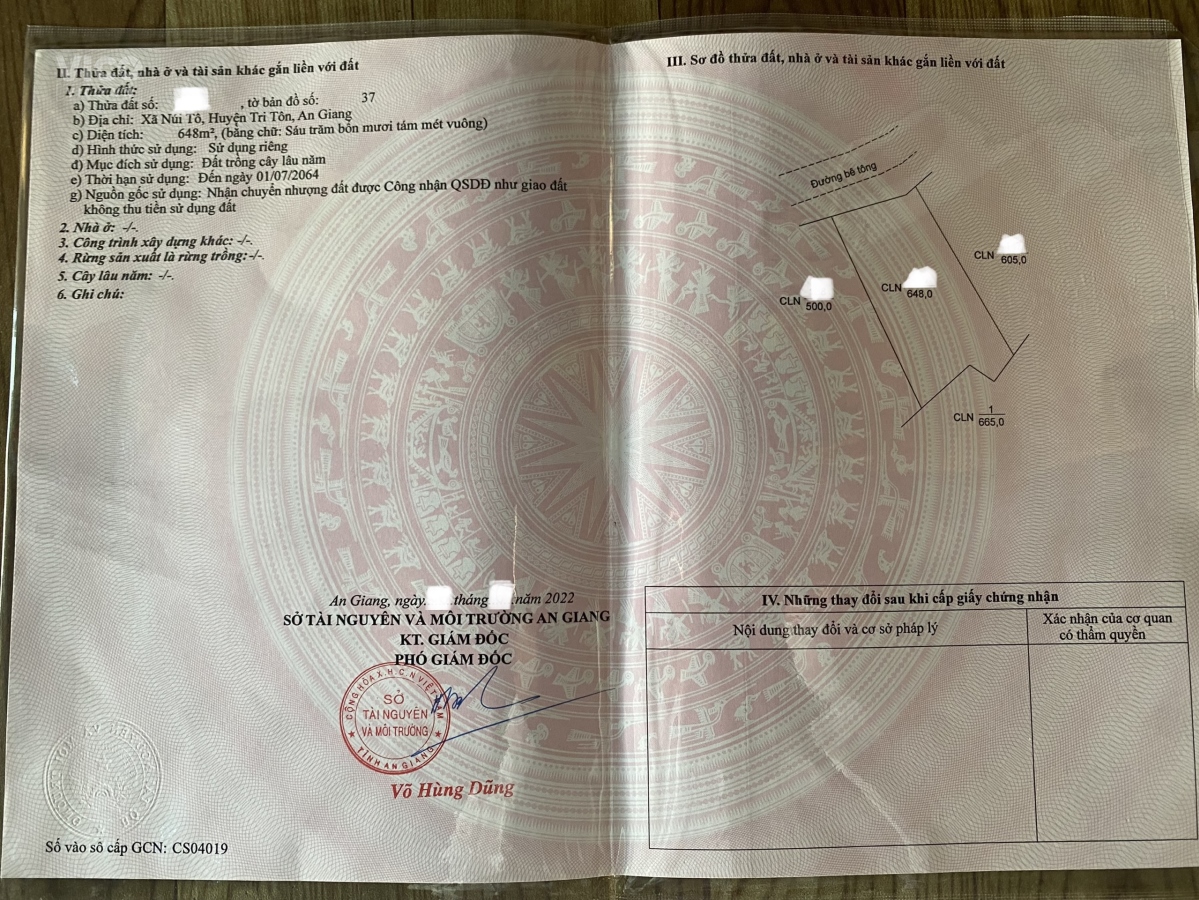 II. Thửa đất, nhà ở và tài sản khác gắn liền với đất
1. Thửa đất:
a) Thửa đất số: , tờ bản đồ số: 37
b) Địa chỉ: Xã Núi Tô, Huyện Tri Tôn, An Giang
c) Diện tích: 648m², (bằng chữ: Sáu trăm bốn mươi tám mét vuông)
d) Hình thức sử dụng: Sử dụng riêng
đ) Mục đích sử dụng: Đất trồng cây lâu năm
e) Thời hạn sử dụng: Đến ngày 01/07/2064
g) Nguồn gốc sử dụng: Nhận chuyển nhượng đất được Công nhận QSDĐ như giao đất
không thu tiền sử dụng đất
2. Nhà ở: -/-.
3. Công trình xây dựng khác: -/-.
4. Rừng sản xuất là rừng trồng: -/-.
5. Cây lâu năm: -/-.
6. Ghi chú:
An Giang, ngày tháng năm 2022
SỞ TÀI NGUYÊN VÀ MÔI TRƯỜNG AN GIANG
KT. GIÁM ĐỐC
PHÓ GIÁM ĐỐC
CỘNG HÒA X.H.C.N VIỆT NAM
SỞ
TÀI NGUYÊN
VÀ MÔI TRƯỜNG
TỈNH AN GIANG
Võ Hùng Dũng
Số vào sổ cấp GCN: CS04019
III. Sơ đồ thửa đất, nhà ở và tài sản khác gắn liền với đất
Đường bê tông
CLN 605,0
CLN 648,0
CLN 500,0
CLN 1
665,0
IV. Những thay đổi sau khi cấp giấy chứng nhận
Nội dung thay đổi và cơ sở pháp lý
Xác nhận của cơ quan
có thẩm quyền